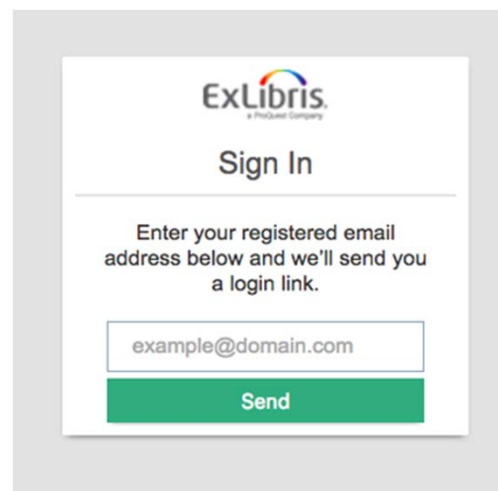 ExLibris.
a ProQuest Company
Sign In
Enter your registered email
address below and we'll send you
a login link.
example@domain.com
Send